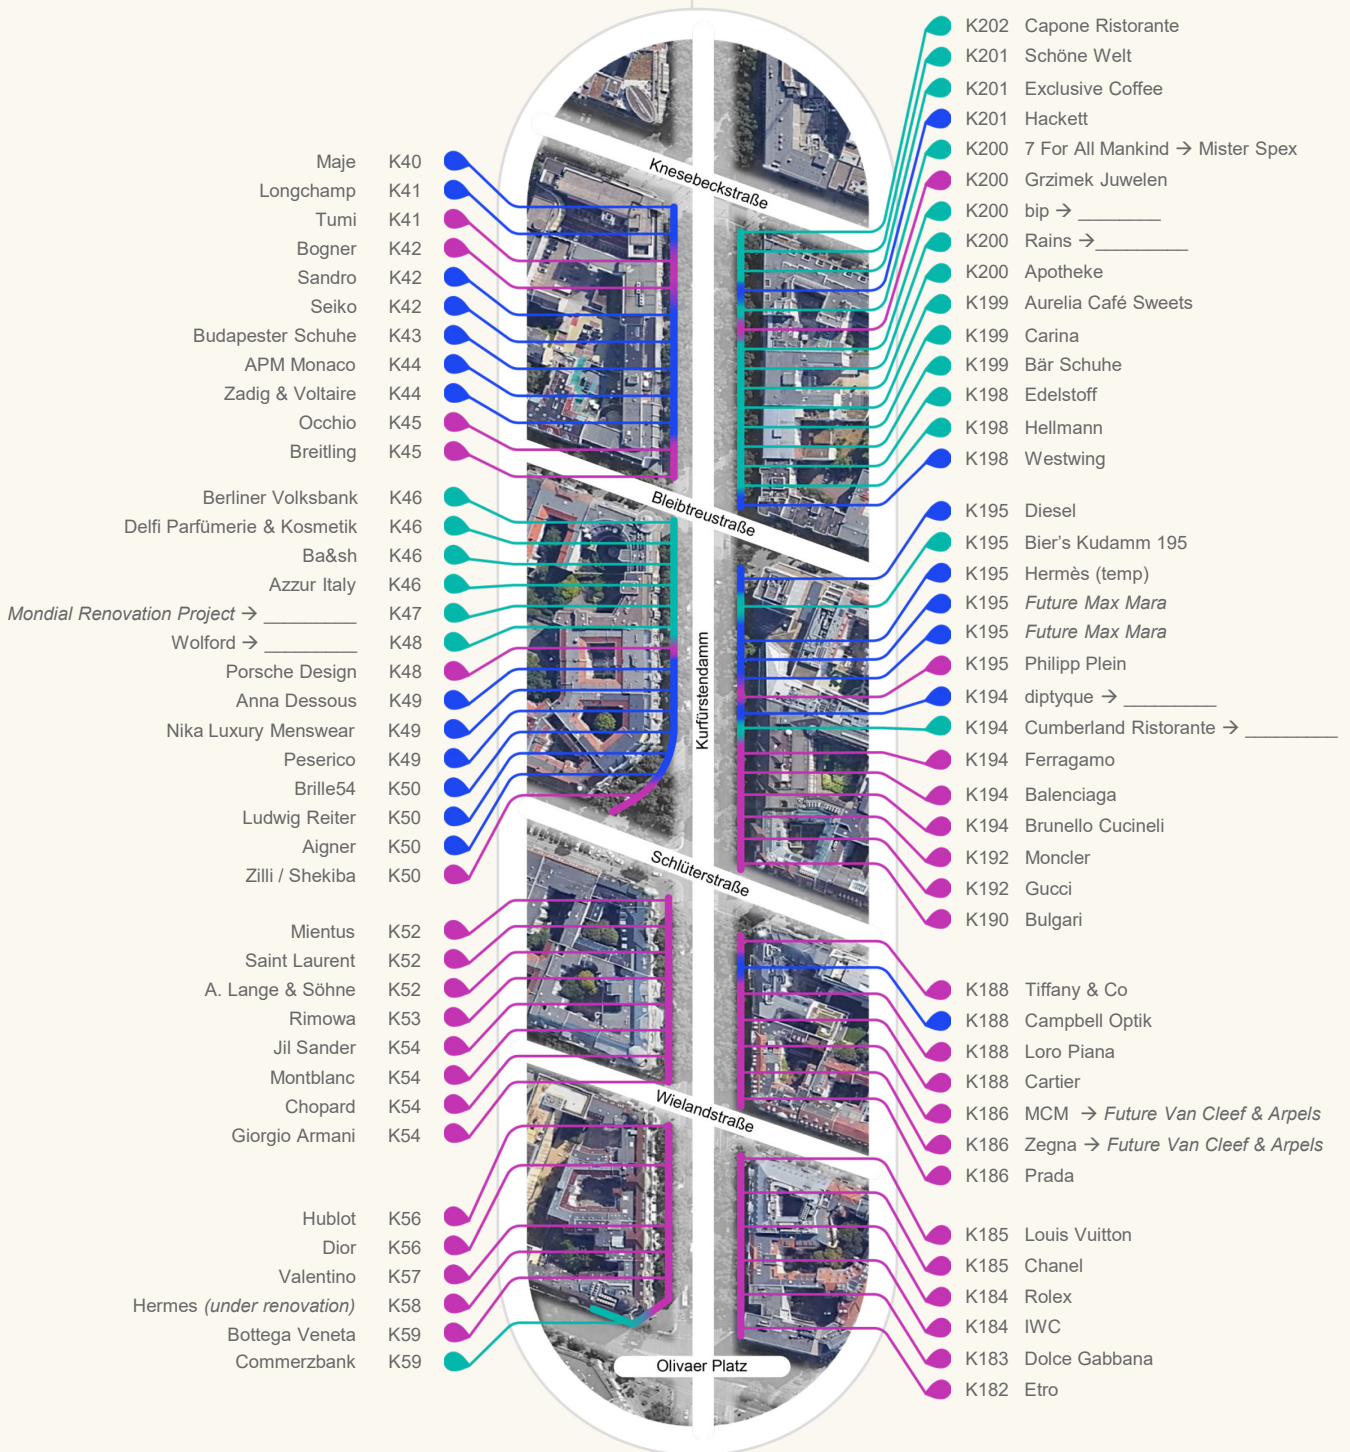 Maje K40
Longchamp K41
Tumi K41
Bogner K42
Sandro K42
Seiko K42
Budapester Schuhe K43
APM Monaco K44
Zadig & Voltaire K44
Occhio K45
Breitling K45
Berliner Volksbank K46
Delfi Parfümerie & Kosmetik K46
Ba&sh K46
Azzur Italy K46
Mondial Renovation Project → _________ K47
Wolford → _________ K48
Porsche Design K48
Anna Dessous K49
Nika Luxury Menswear K49
Peserico K49
Brille54 K50
Ludwig Reiter K50
Aigner K50
Zilli / Shekiba K50
Mientus K52
Saint Laurent K52
A. Lange & Söhne K52
Rimowa K53
Jil Sander K54
Montblanc K54
Chopard K54
Giorgio Armani K54
Hublot K56
Dior K56
Valentino K57
Hermes (under renovation) K58
Bottega Veneta K59
Commerzbank K59
Knesebeckstraße
Bleibtreustraße
Kurfürstendamm
Schlüterstraße
Wielandstraße
Olivaer Platz
K202 Capone Ristorante
K201 Schöne Welt
K201 Exclusive Coffee
K201 Hackett
K200 7 For All Mankind → Mister Spex
K200 Grzimek Juwelen
K200 bip → ________
K200 Rains →_________
K200 Apotheke
K199 Aurelia Café Sweets
K199 Carina
K199 Bär Schuhe
K198 Edelstoff
K198 Hellmann
K198 Westwing
K195 Diesel
K195 Bier’s Kudamm 195
K195 Hermès (temp)
K195 Future Max Mara
K195 Future Max Mara
K195 Philipp Plein
K194 diptyque → _________
K194 Cumberland Ristorante → _________
K194 Ferragamo
K194 Balenciaga
K194 Brunello Cucineli
K192 Moncler
K192 Gucci
K190 Bulgari
K188 Tiffany & Co
K188 Campbell Optik
K188 Loro Piana
K188 Cartier
K186 MCM → Future Van Cleef & Arpels
K186 Zegna → Future Van Cleef & Arpels
K186 Prada
K185 Louis Vuitton
K185 Chanel
K184 Rolex
K184 IWC
K183 Dolce Gabbana
K182 Etro